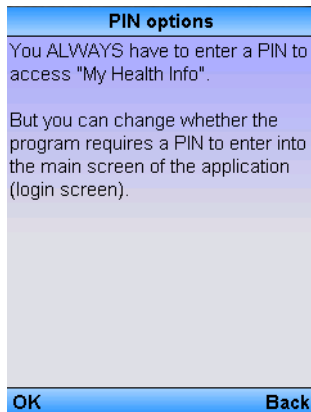 PIN options
You ALWAYS have to enter a PIN to
access "My Health Info".
But you can change whether the
program requires a PIN to enter into
the main screen of the application
(login screen).
OK Back